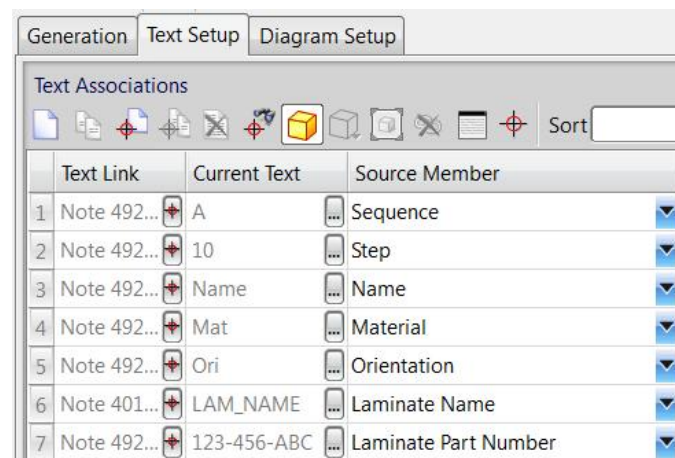 Generation Text Setup Diagram Setup
Text Associations
Sort
Text Link Current Text Source Member
1 Note 492... A ... Sequence
2 Note 492... 10 ... Step
3 Note 492... Name ... Name
4 Note 492... Mat ... Material
5 Note 492... Ori ... Orientation
6 Note 401... LAM_NAME ... Laminate Name
7 Note 492... 123-456-ABC ... Laminate Part Number